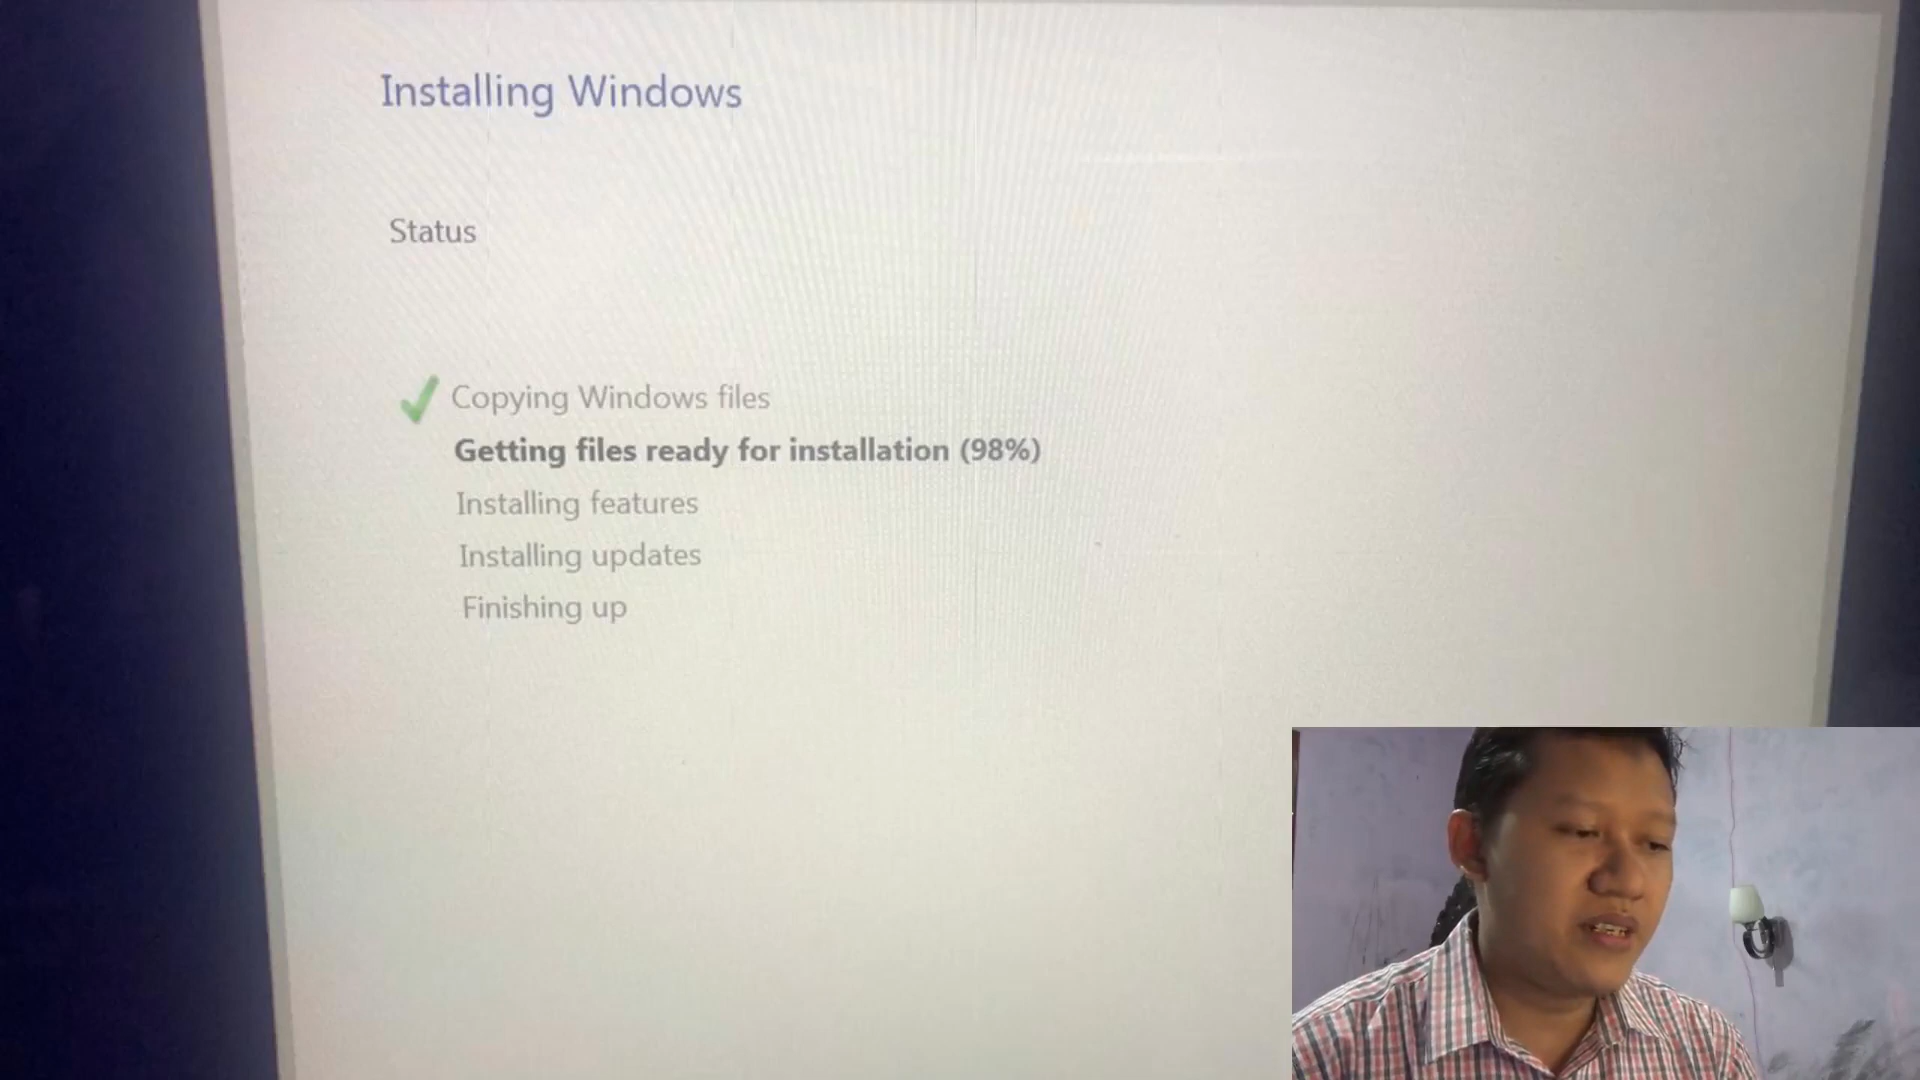 Installing Windows
Status
Copying Windows files
Getting files ready for installation (98%)
Installing features
Installing updates
Finishing up